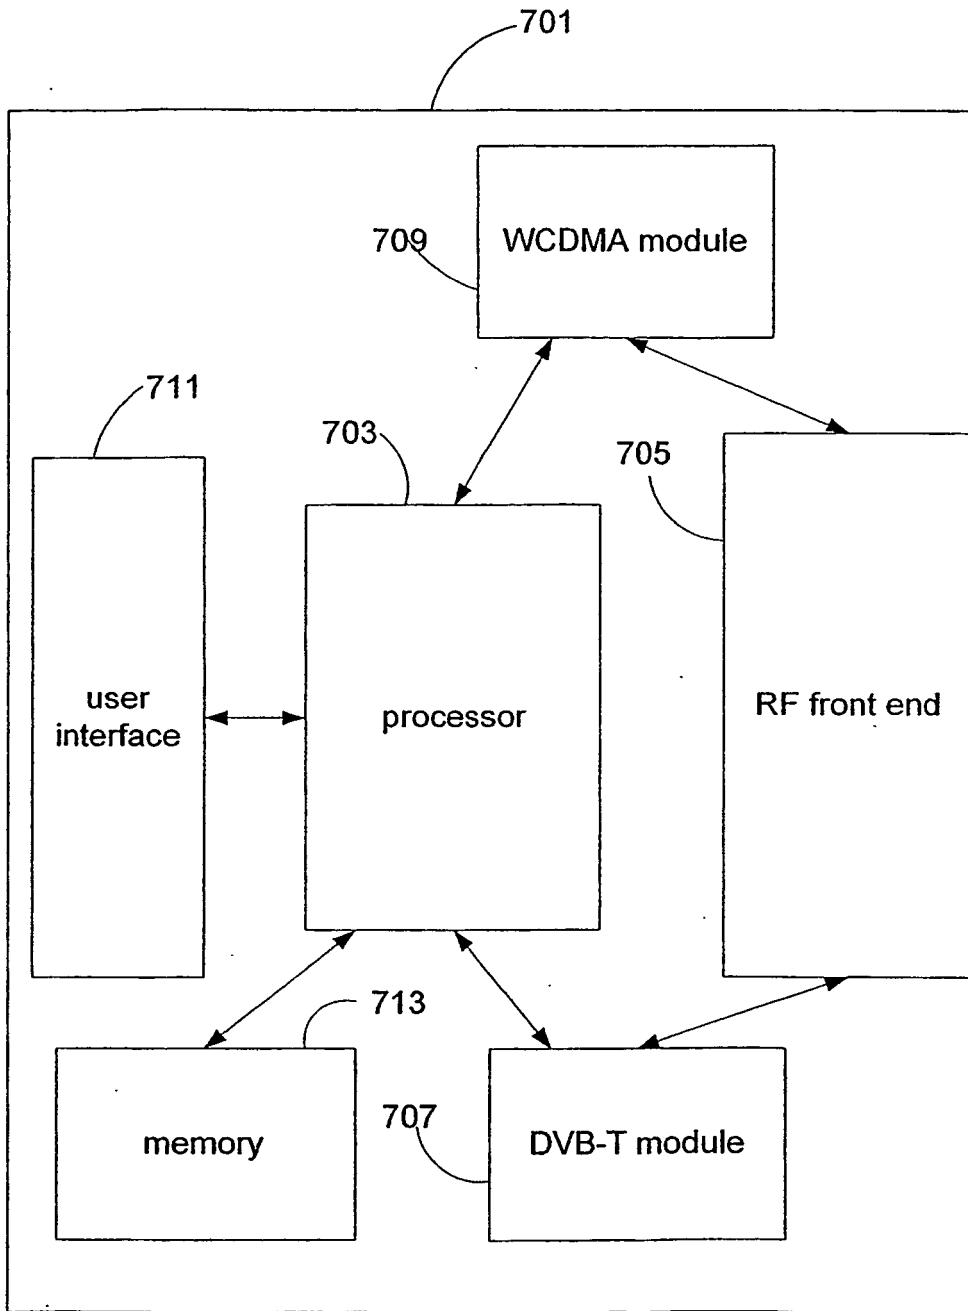 701
709
WCDMA module
711
703
705
user
interface
processor
RF front end
713
707
memory
DVB-T module